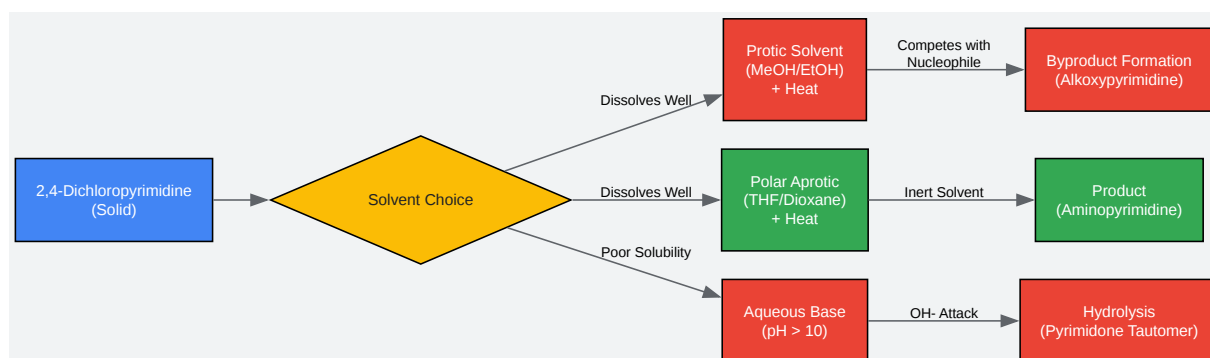 2,4-Dichloropyrimidine
(Solid)
Solvent Choice
Dissolves Well
Protic Solvent
(MeOH/EtOH)
+ Heat
Competes with
Nucleophile
Byproduct Formation
(Alkoxypyrimidine)
Dissolves Well
Polar Aprotic
(THF/Dioxane)
+ Heat
Inert Solvent
Product
(Aminopyrimidine)
Poor Solubility
Aqueous Base
(pH > 10)
OH- Attack
Hydrolysis
(Pyrimidone Tautomer)